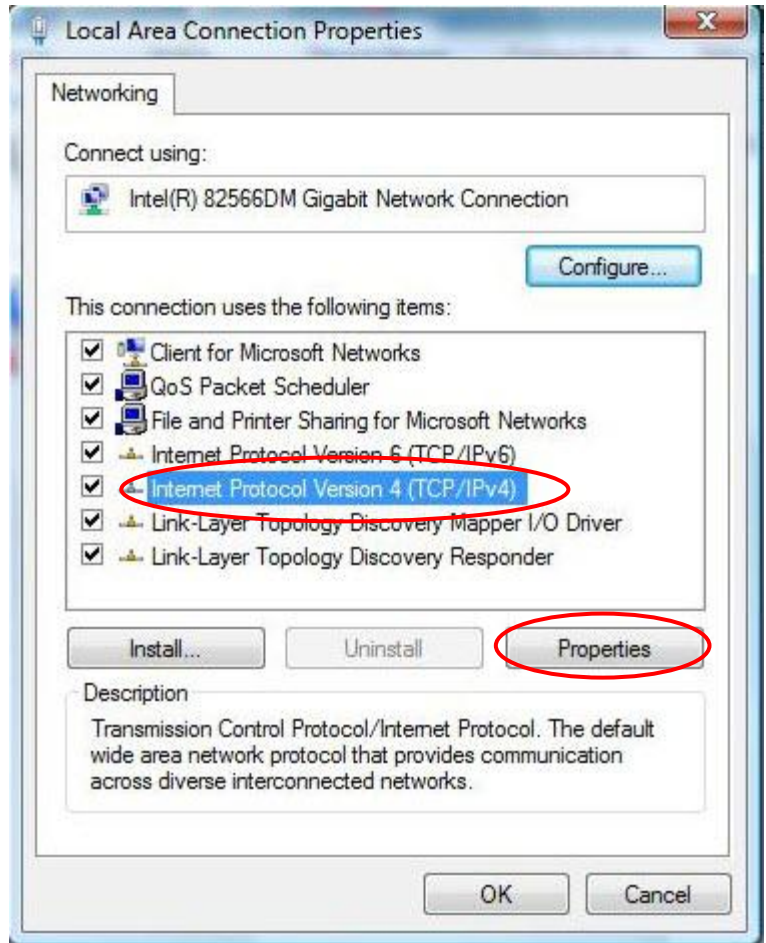 Local Area Connection Properties
Networking
Connect using:
Intel(R) 82566DM Gigabit Network Connection
Configure...
This connection uses the following items:
Client for Microsoft Networks
QoS Packet Scheduler
File and Printer Sharing for Microsoft Networks
Internet Protocol Version 6 (TCP/IPv6)
Internet Protocol Version 4 (TCP/IPv4)
Link-Layer Topology Discovery Mapper I/O Driver
Link-Layer Topology Discovery Responder
Install...
Uninstall
Properties
Description
Transmission Control Protocol/Internet Protocol. The default
wide area network protocol that provides communication
across diverse interconnected networks.
OK
Cancel